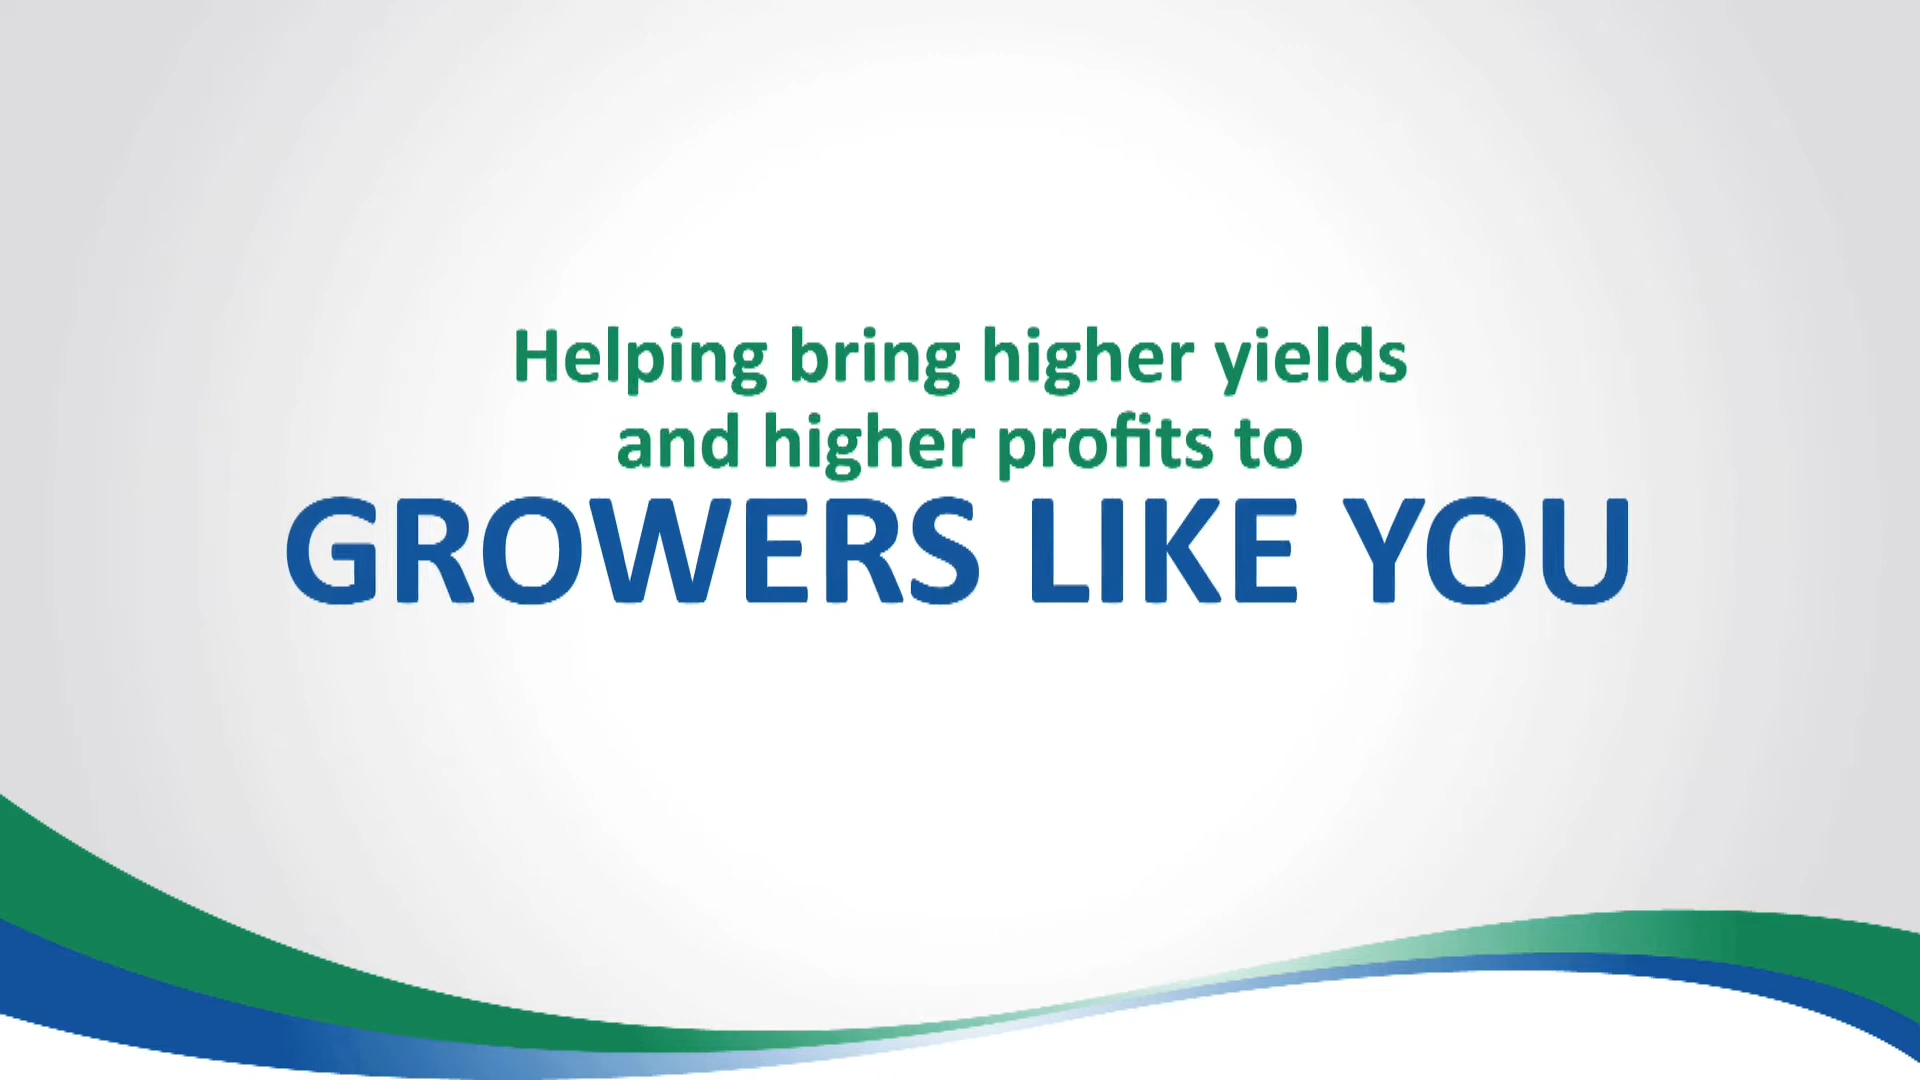 Helping bring higher yields
and higher profits to
GROWERS LIKE YOU